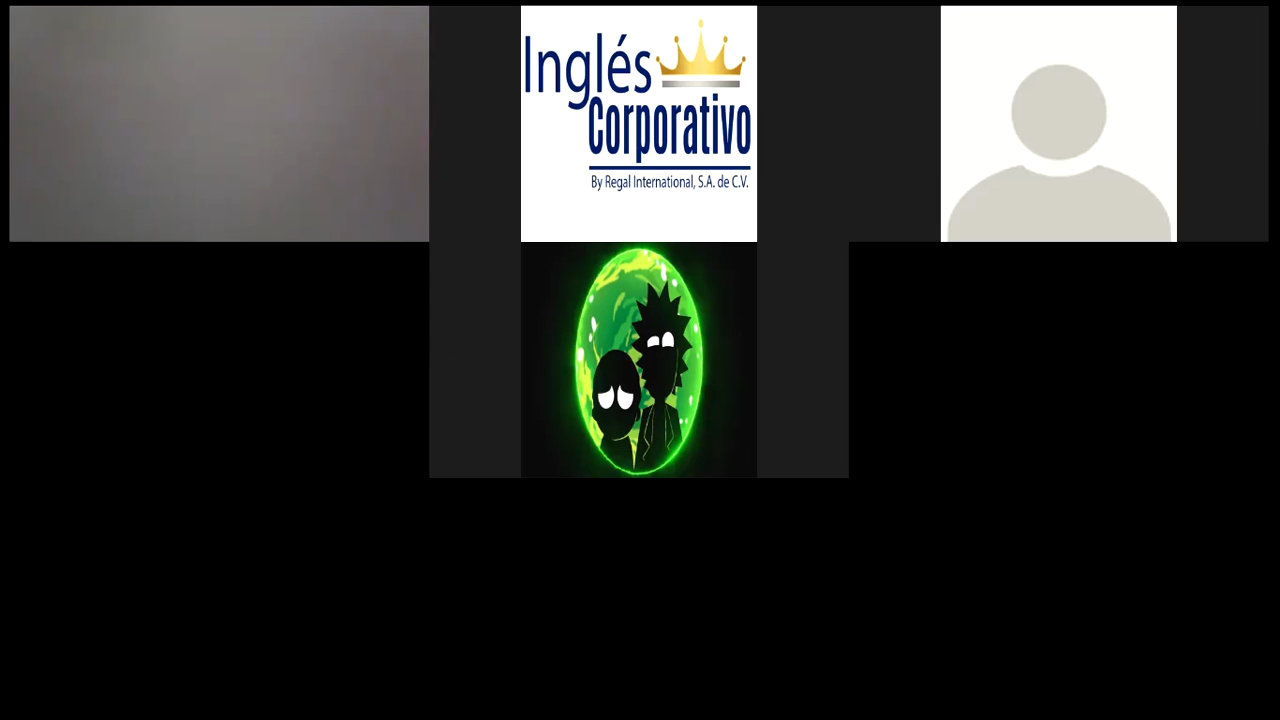 Inglés
Corporativo
By Regal International, S.A. de C.V.